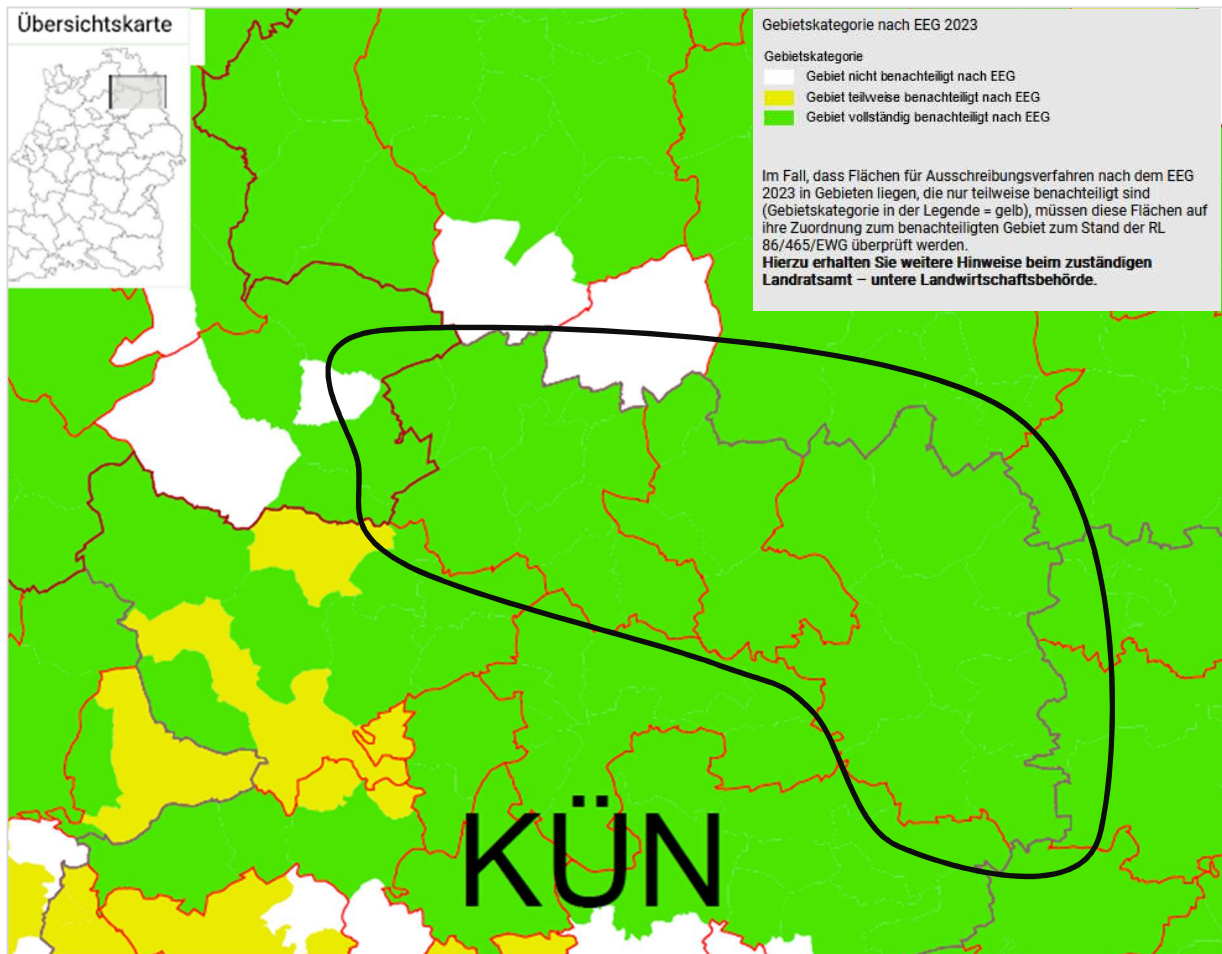 Übersichtskarte
Gebietskategorie nach EEG 2023
Gebietskategorie
Gebiet nicht benachteiligt nach EEG
Gebiet teilweise benachteiligt nach EEG
Gebiet vollständig benachteiligt nach EEG
Im Fall, dass Flächen für Ausschreibungsverfahren nach dem EEG
2023 in Gebieten liegen, die nur teilweise benachteiligt sind
(Gebietskategorie in der Legende = gelb), müssen diese Flächen auf
ihre Zuordnung zum benachteiligten Gebiet zum Stand der RL
86/465/EWG überprüft werden.
Hierzu erhalten Sie weitere Hinweise beim zuständigen
Landratsamt – untere Landwirtschaftsbehörde.
KÜN